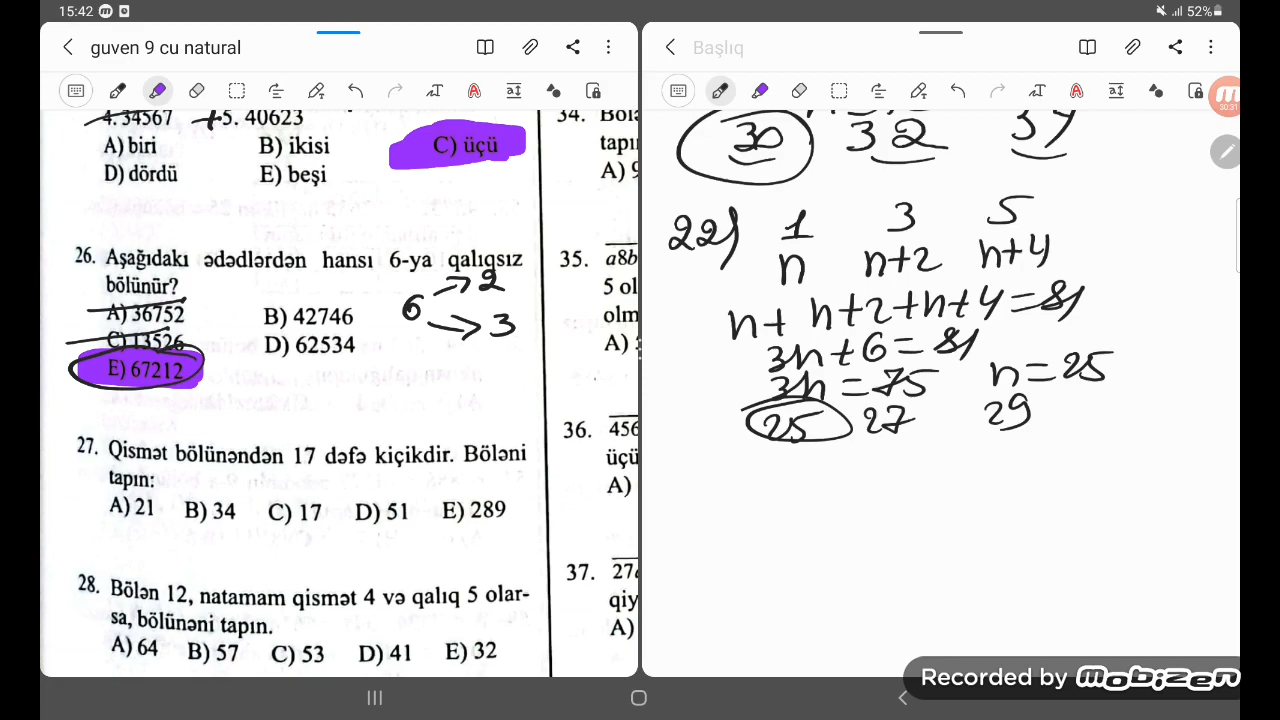 15:42
52%
guven 9 cu natural
Başlıq
00:31
4. 34567 5. 40623
A) biri B) ikisi C) üçü
D) dördü E) beşi
26. Aşağıdakı ədədlərdən hansı 6-ya qalıqsız
bölünür?
A) 36752 B) 42746
C) 13526 D) 62534
E) 67212
6 → 2
→ 3
27. Qismət bölünəndən 17 dəfə kiçikdir. Böləni
tapın:
A) 21 B) 34 C) 17 D) 51 E) 289
28. Bölən 12, natamam qismət 4 və qalıq 5 olar-
sa, bölünəni tapın.
A) 64 B) 57 C) 53 D) 41 E) 32
34.
A) 9
35. a8b
5 ol
olm
A)
36. 456
üçü
A)
37.
qiy
A)
30 32
22) 1 3 5
n n+2 n+4
n+ n+2+n+4=81
3n+6=81
3n=75 n=25
25 27 29
Recorded by MOBIZEN